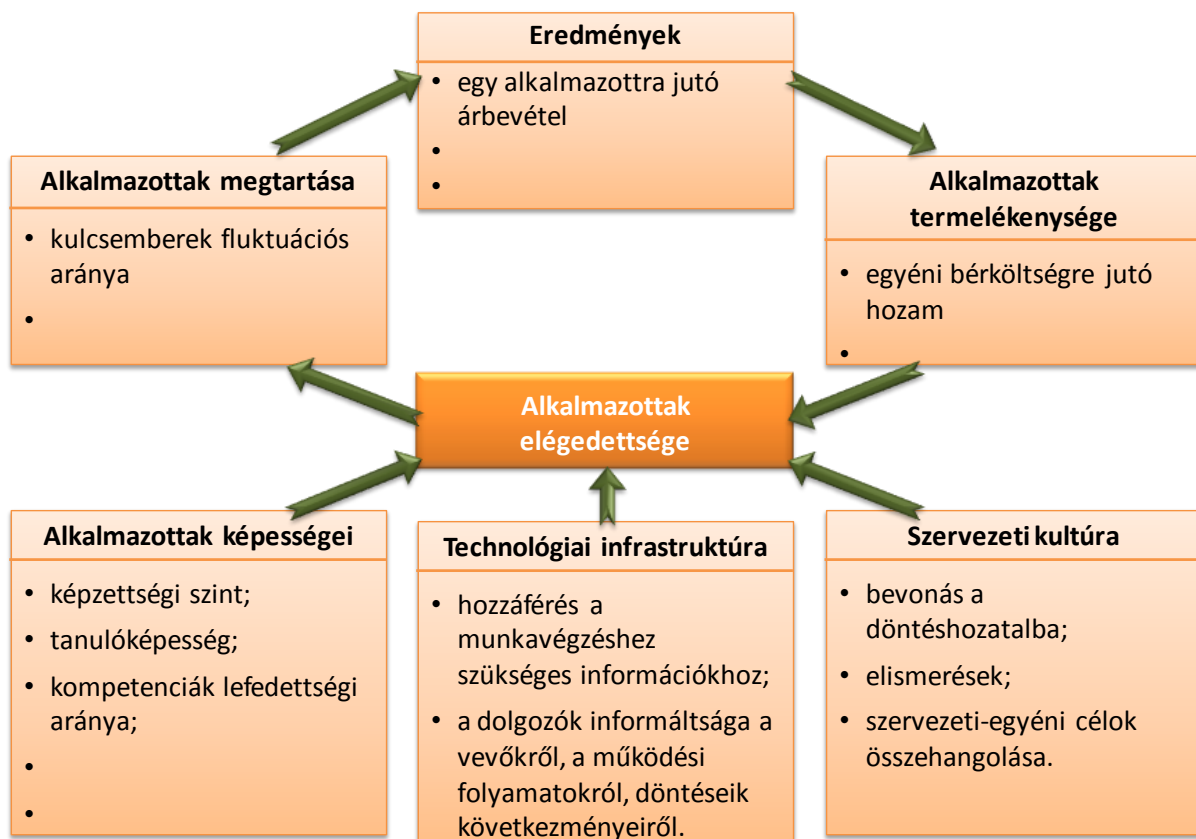 Eredmények
• egy alkalmazottra jutó
árbevétel
•
•
Alkalmazottak megtartása
• kulcsemberek fluktuációs
aránya
•
Alkalmazottak
termelékenysége
• egyéni bérköltségre jutó
hozam
•
Alkalmazottak
elégedettsége
Alkalmazottak képességei
• képzettségi szint;
• tanulóképesség;
• kompetenciák lefedettségi
aránya;
•
•
Technológiai infrastruktúra
• hozzáférés a
munkavégzéshez
szükséges információkhoz;
• a dolgozók informáltsága a
vevőkről, a működési
folyamatokról, döntéseik
következményeiről.
Szervezeti kultúra
• bevonás a
döntéshozatalba;
• elismerések;
• szervezeti-egyéni célok
összehangolása.